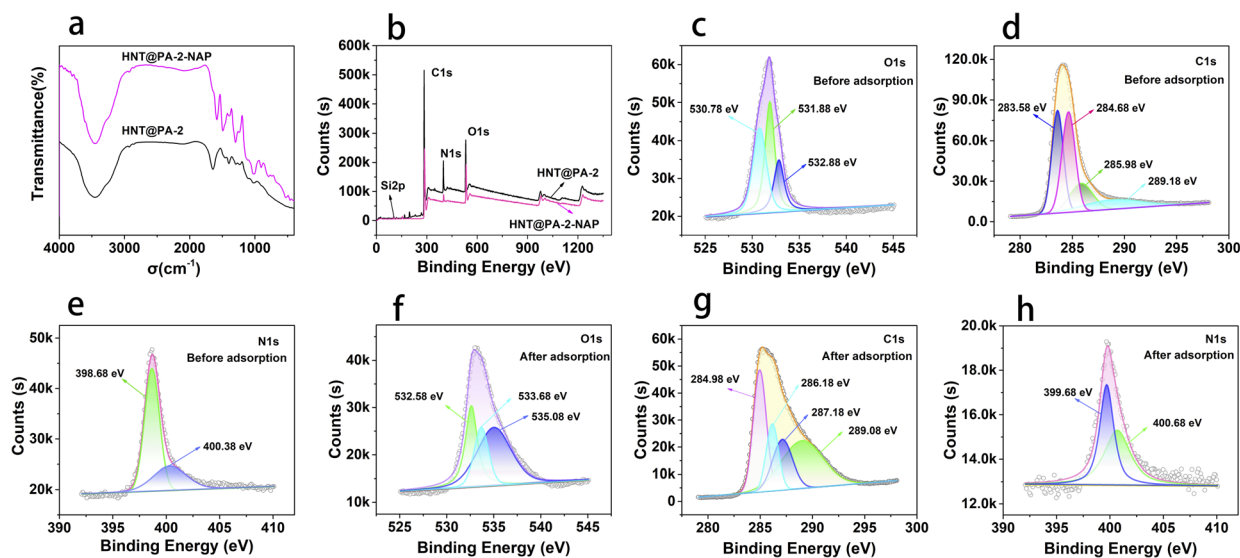 a
HNT@PA-2-NAP
HNT@PA-2
Transmittance(%)
4000 3000 2000 1000
σ(cm-1)
b
600k
500k
400k
300k
200k
100k
0
C1s
O1s
N1s
Si2p
HNT@PA-2
HNT@PA-2-NAP
Counts (s)
0 300 600 900 1200
Binding Energy (eV)
c
O1s
Before adsorption
60k
50k
40k
30k
20k
530.78 eV
531.88 eV
532.88 eV
Counts (s)
525 535 545
Binding Energy (eV)
d
C1s
Before adsorption
120.0k
90.0k
60.0k
30.0k
0.0
283.58 eV
284.68 eV
285.98 eV
289.18 eV
Counts (s)
280 285 290 295 300
Binding Energy (eV)
e
N1s
Before adsorption
50k
40k
30k
20k
398.68 eV
400.38 eV
Counts (s)
390 395 400 405 410
Binding Energy (eV)
f
O1s
After adsorption
40k
30k
20k
10k
532.58 eV
533.68 eV
535.08 eV
Counts (s)
525 530 535 540 545
Binding Energy (eV)
g
C1s
After adsorption
60k
50k
40k
30k
20k
10k
0
284.98 eV
286.18 eV
287.18 eV
289.08 eV
Counts (s)
280 285 290 295 300
Binding Energy (eV)
h
N1s
After adsorption
19.0k
18.0k
16.0k
14.0k
13.0k
399.68 eV
400.68 eV
Counts (s)
395 400 405 410
Binding Energy (eV)